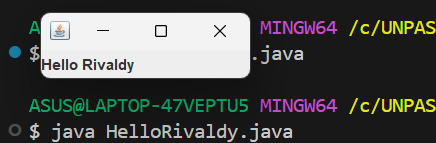 A MINGW64 /c/UNPAS
$ .java
Hello Rivaldy
ASUS@LAPTOP-47VEPTU5 MINGW64 /c/UNPAS
$ java HelloRivaldy.java